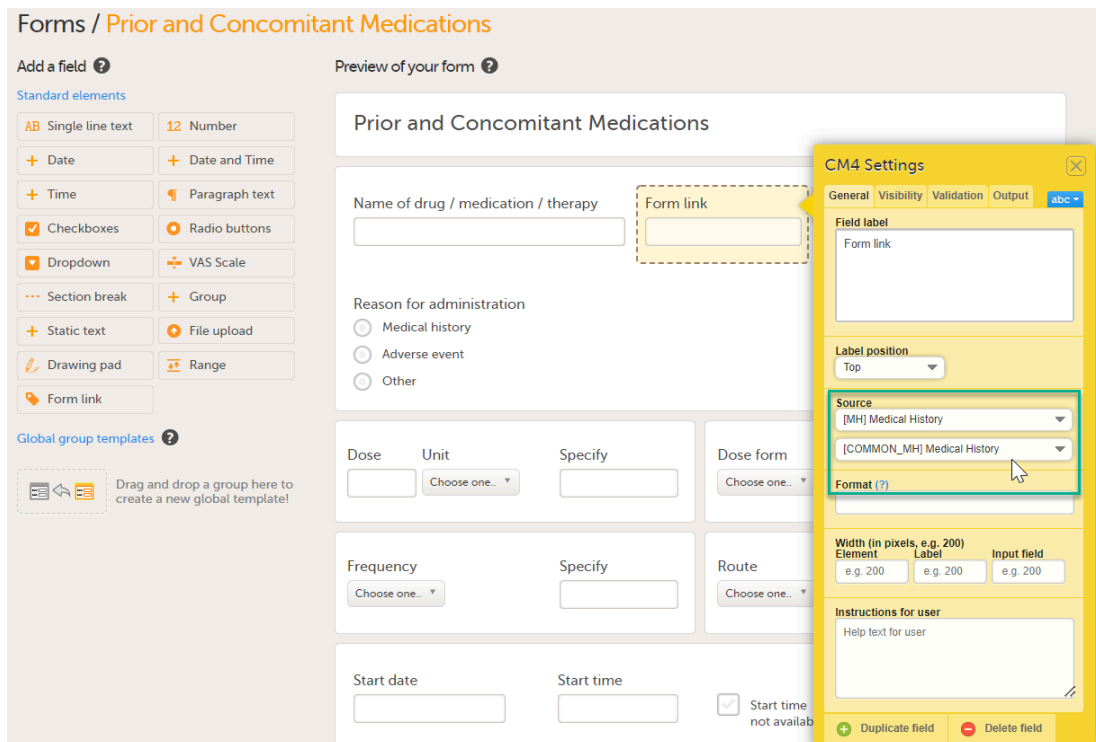 Forms / Prior and Concomitant Medications
Add a field ?
Standard elements
AB Single line text
12 Number
+ Date
+ Date and Time
+ Time
¶ Paragraph text
Checkboxes
Radio buttons
Dropdown
VAS Scale
Section break
+ Group
+ Static text
File upload
Drawing pad
Range
Form link
Global group templates ?
Drag and drop a group here to
create a new global template!
Preview of your form ?
Prior and Concomitant Medications
Name of drug / medication / therapy
Form link
Reason for administration
Medical history
Adverse event
Other
Dose
Unit
Specify
Dose form
Choose one..
Choose one..
Frequency
Specify
Route
Choose one..
Choose one..
Start date
Start time
Start time
not availab
CM4 Settings
General
Visibility
Validation
Output
abc
Field label
Form link
Label position
Top
Source
[MH] Medical History
[COMMON_MH] Medical History
Format (?)
Width (in pixels, e.g. 200)
Element
Label
Input field
e.g. 200
e.g. 200
e.g. 200
Instructions for user
Help text for user
Duplicate field
Delete field